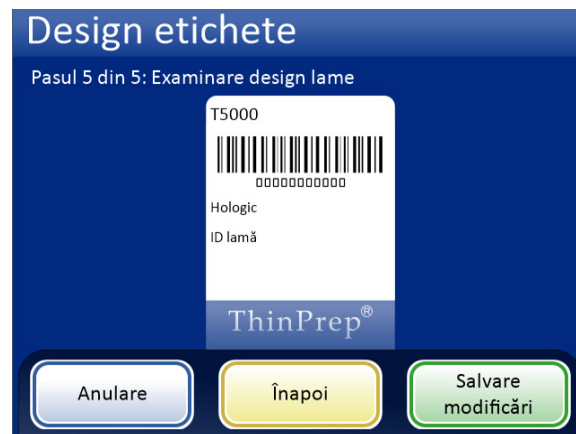 Design etichete
Pasul 5 din 5: Examinare design lame
T5000
00000000000
Hologic
ID lamă
ThinPrep®
Anulare
Înapoi
Salvare
modificări